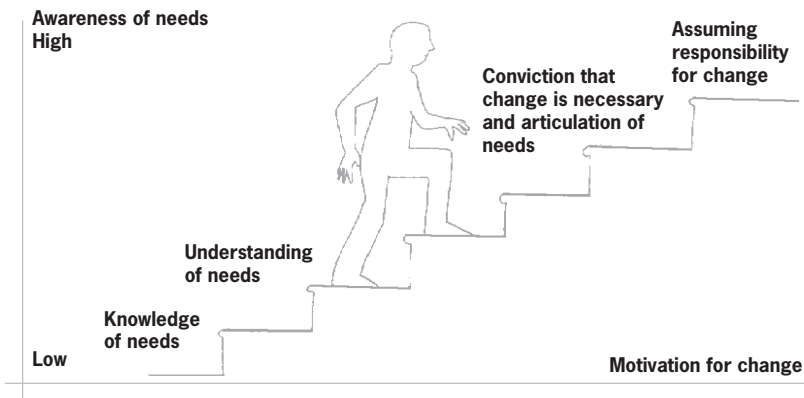 Awareness of needs
High
Assuming
responsibility
for change
Conviction that
change is necessary
and articulation of
needs
Understanding
of needs
Knowledge
of needs
Low
Motivation for change